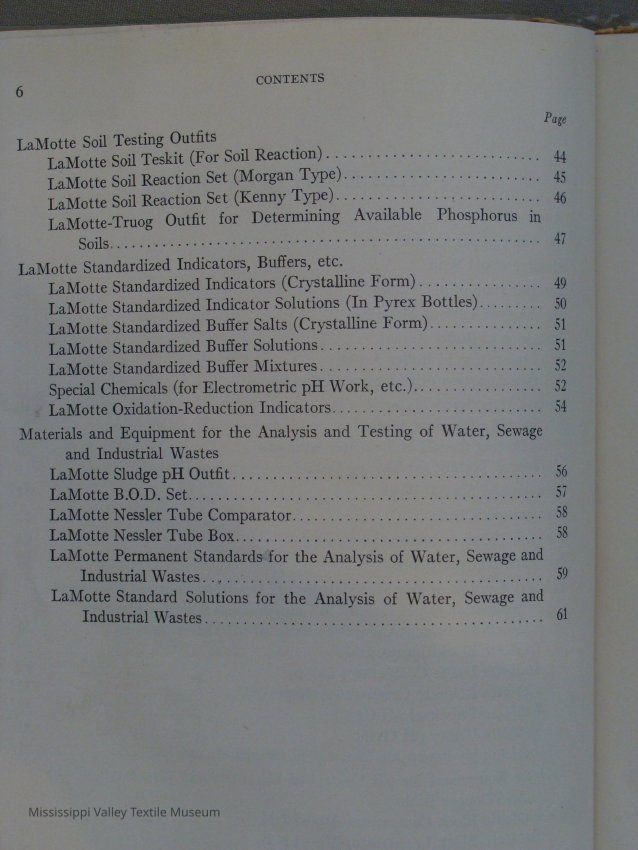 6
CONTENTS
Page
LaMotte Soil Testing Outfits
LaMotte Soil Teskit (For Soil Reaction) . . . . . . . . . . . . . . . . . . . . . . . . . . . 44
LaMotte Soil Reaction Set (Morgan Type) . . . . . . . . . . . . . . . . . . . . . . . . . 45
LaMotte Soil Reaction Set (Kenny Type) . . . . . . . . . . . . . . . . . . . . . . . . . . 46
LaMotte-Truog Outfit for Determining Available Phosphorus in
Soils . . . . . . . . . . . . . . . . . . . . . . . . . . . . . . . . . . . . . . . . . . . . . . . . . . . . . . 47
LaMotte Standardized Indicators, Buffers, etc.
LaMotte Standardized Indicators (Crystalline Form) . . . . . . . . . . . . . . . . 49
LaMotte Standardized Indicator Solutions (In Pyrex Bottles) . . . . . . . . . 50
LaMotte Standardized Buffer Salts (Crystalline Form) . . . . . . . . . . . . . . 51
LaMotte Standardized Buffer Solutions . . . . . . . . . . . . . . . . . . . . . . . . . . . . 51
LaMotte Standardized Buffer Mixtures . . . . . . . . . . . . . . . . . . . . . . . . . . . . 52
Special Chemicals (for Electrometric pH Work, etc.) . . . . . . . . . . . . . . . . 52
LaMotte Oxidation-Reduction Indicators . . . . . . . . . . . . . . . . . . . . . . . . . . 54
Materials and Equipment for the Analysis and Testing of Water, Sewage
and Industrial Wastes
LaMotte Sludge pH Outfit . . . . . . . . . . . . . . . . . . . . . . . . . . . . . . . . . . . . . . 56
LaMotte B.O.D. Set . . . . . . . . . . . . . . . . . . . . . . . . . . . . . . . . . . . . . . . . . . . . 57
LaMotte Nessler Tube Comparator . . . . . . . . . . . . . . . . . . . . . . . . . . . . . . . 58
LaMotte Nessler Tube Box . . . . . . . . . . . . . . . . . . . . . . . . . . . . . . . . . . . . . . 58
LaMotte Permanent Standards for the Analysis of Water, Sewage and
Industrial Wastes . . . . . . . . . . . . . . . . . . . . . . . . . . . . . . . . . . . . . . . . . . . 59
LaMotte Standard Solutions for the Analysis of Water, Sewage and
Industrial Wastes . . . . . . . . . . . . . . . . . . . . . . . . . . . . . . . . . . . . . . . . . . . 61
Mississippi Valley Textile Museum